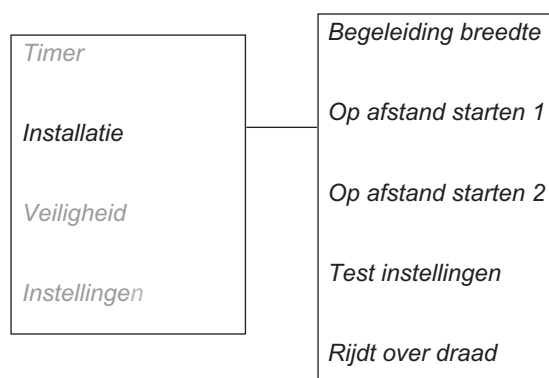 Timer
Installatie
Veiligheid
Instellingen
Begeleiding breedte
Op afstand starten 1
Op afstand starten 2
Test instellingen
Rijdt over draad